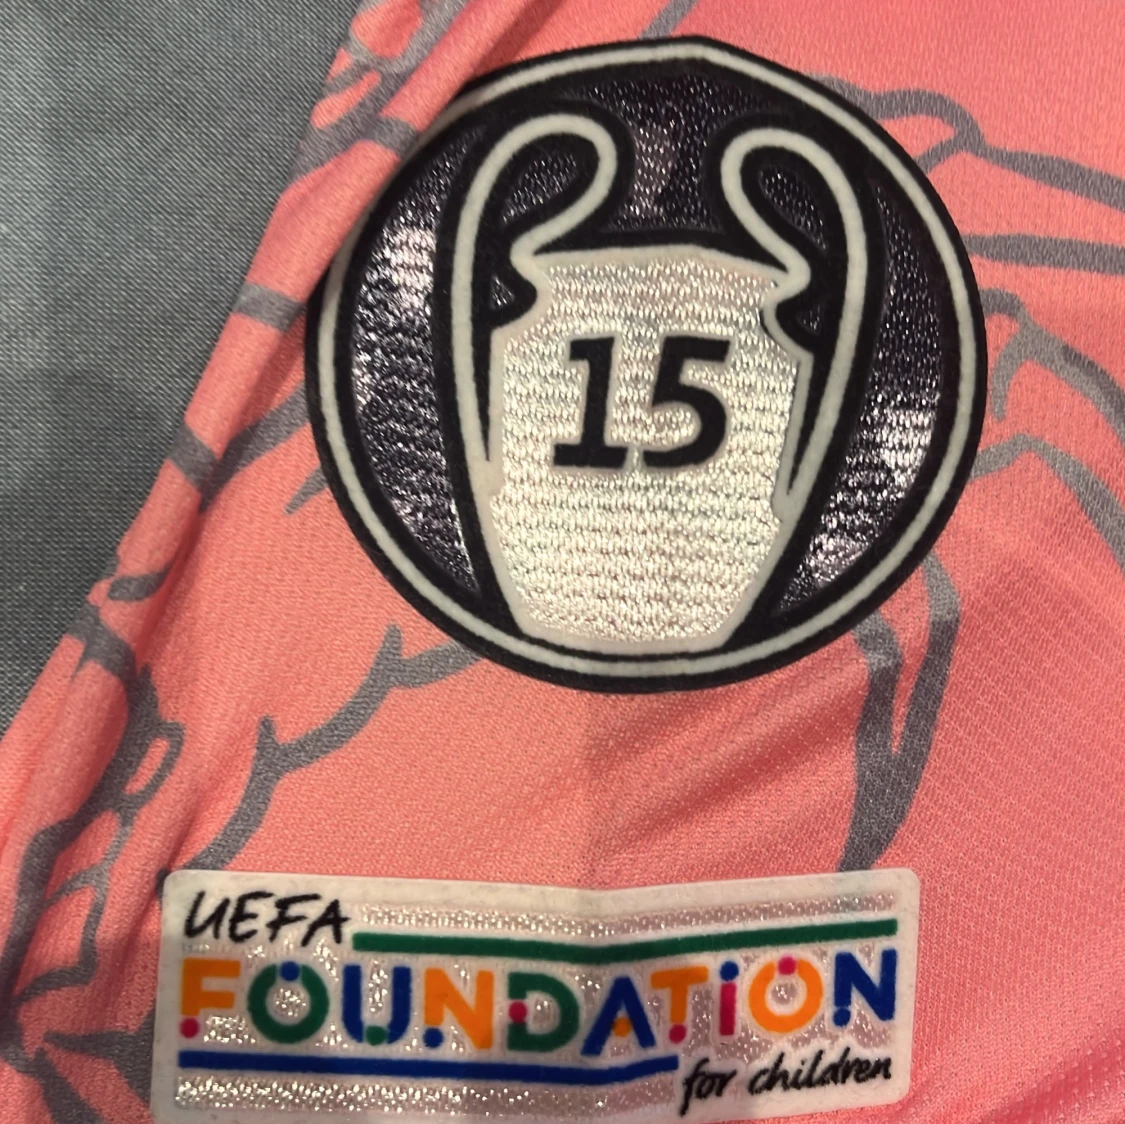 15
UEFA
FOUNDATION
for children